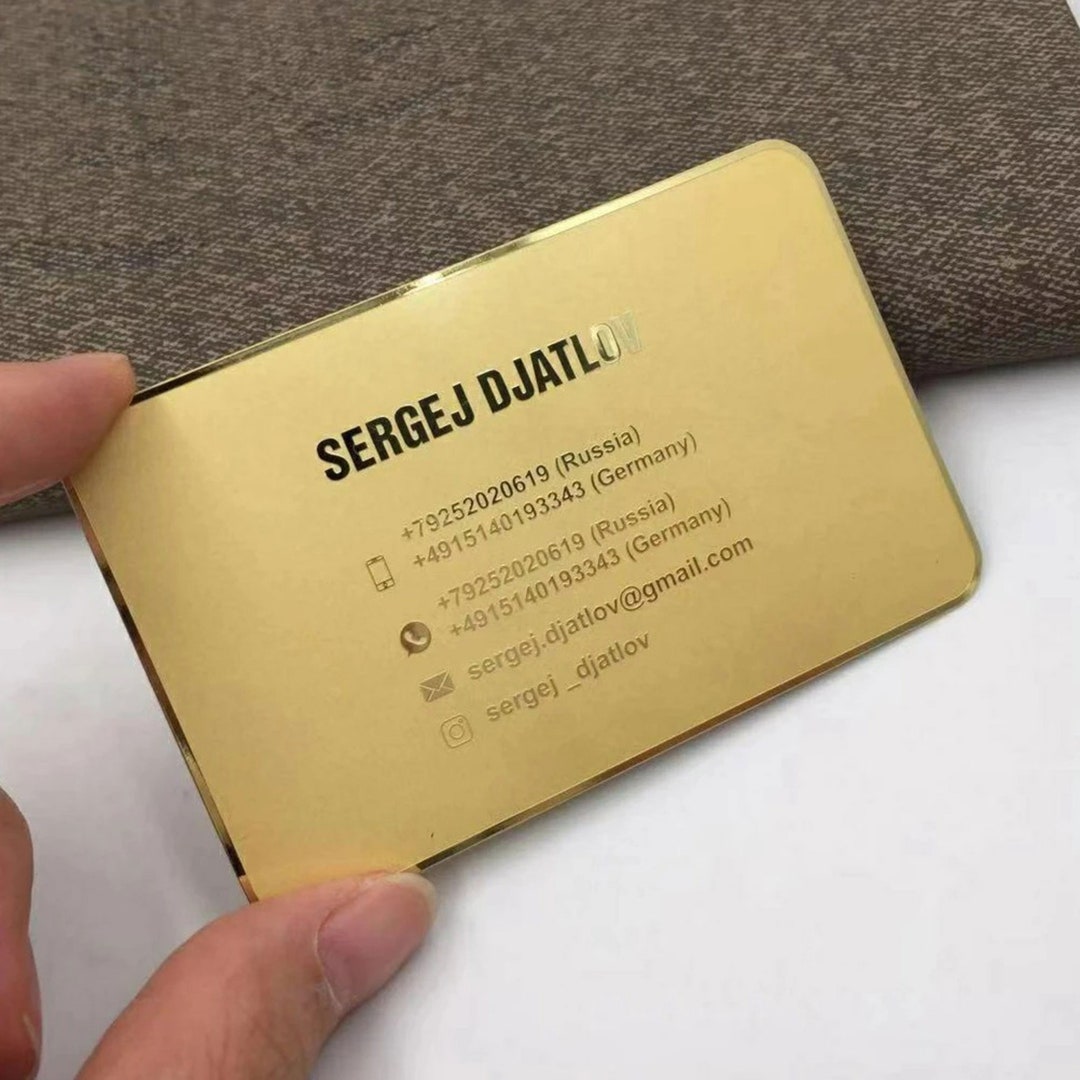 SERGEJ DJATLOV
+79252020619 (Russia)
+4915140193343 (Germany)
+79252020619 (Russia)
+4915140193343 (Germany)
sergej.djatlov@gmail.com
sergej _djatlov